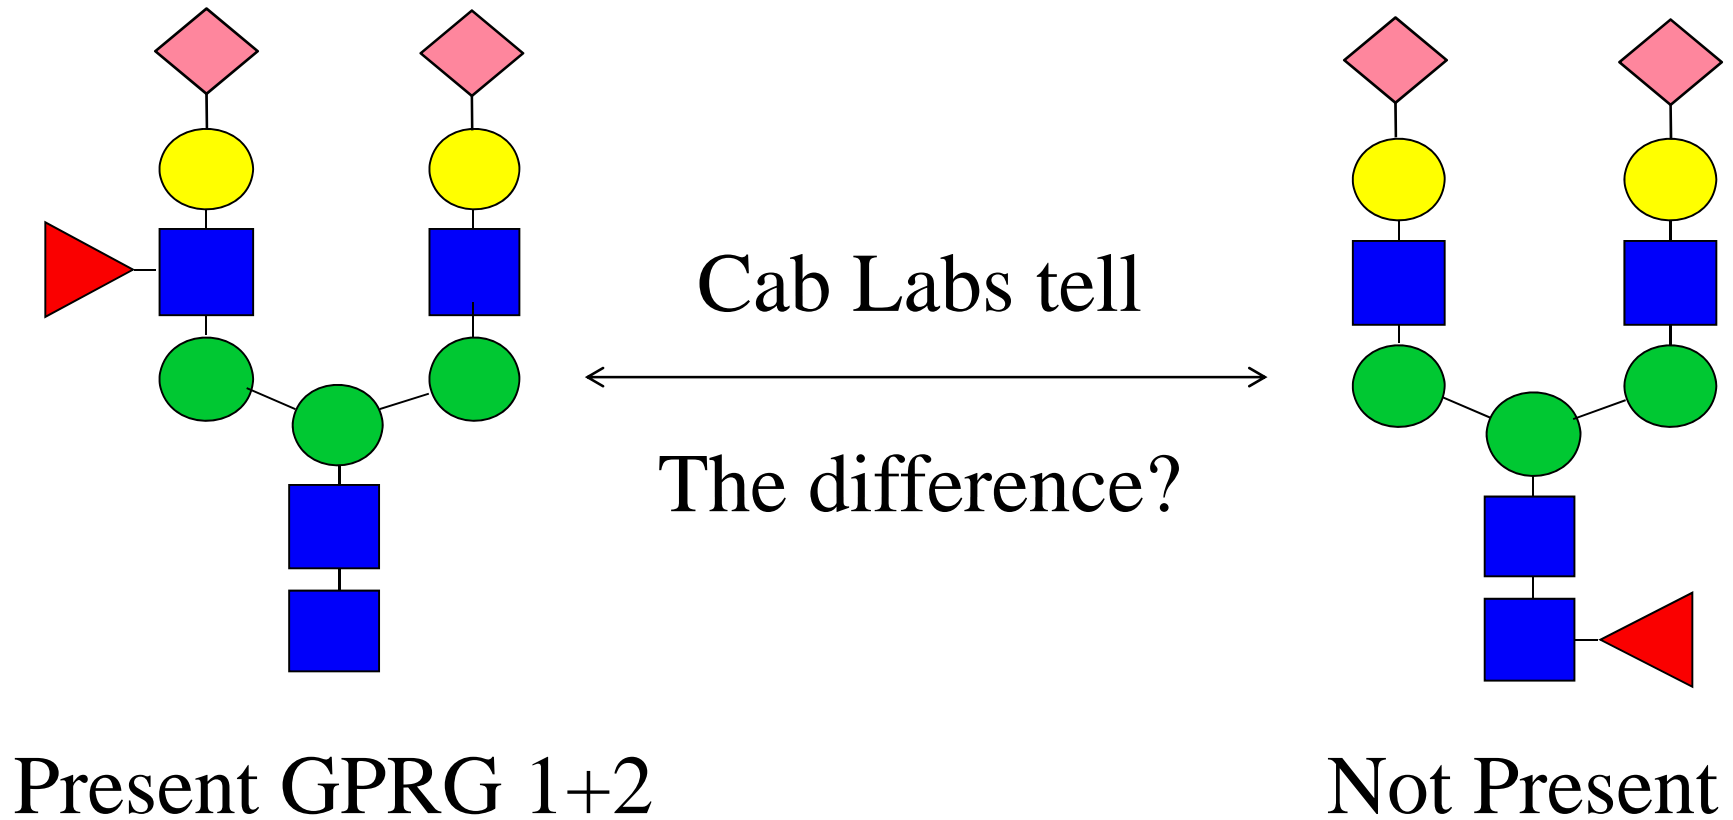 Cab Labs tell
The difference?
Present GPRG 1+2
Not Present